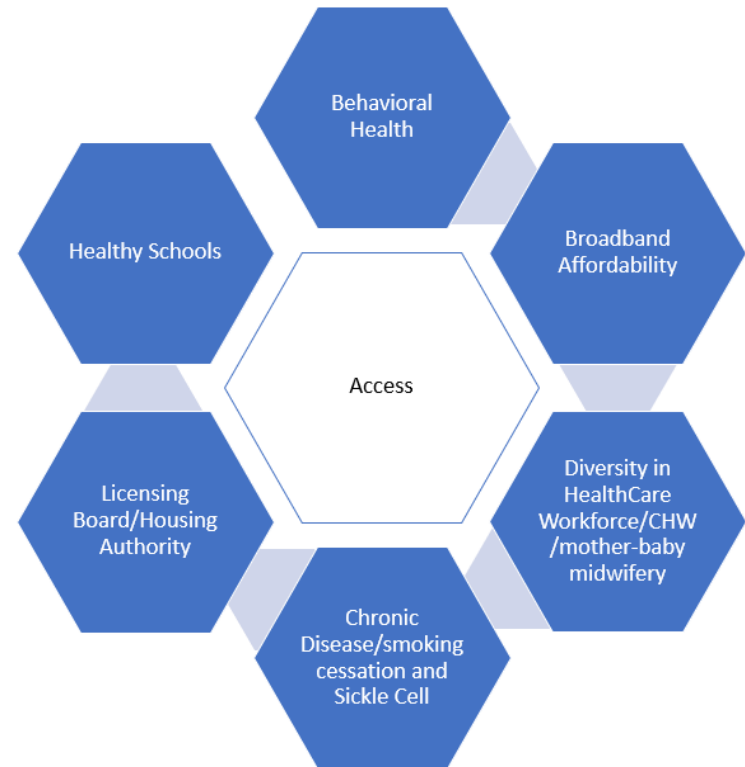 Behavioral
Health
Healthy Schools
Broadband
Affordability
Access
Licensing
Board/Housing
Authority
Diversity in
HealthCare
Workforce/CHW
/mother-baby
midwifery
Chronic
Disease/smoking
cessation and
Sickle Cell